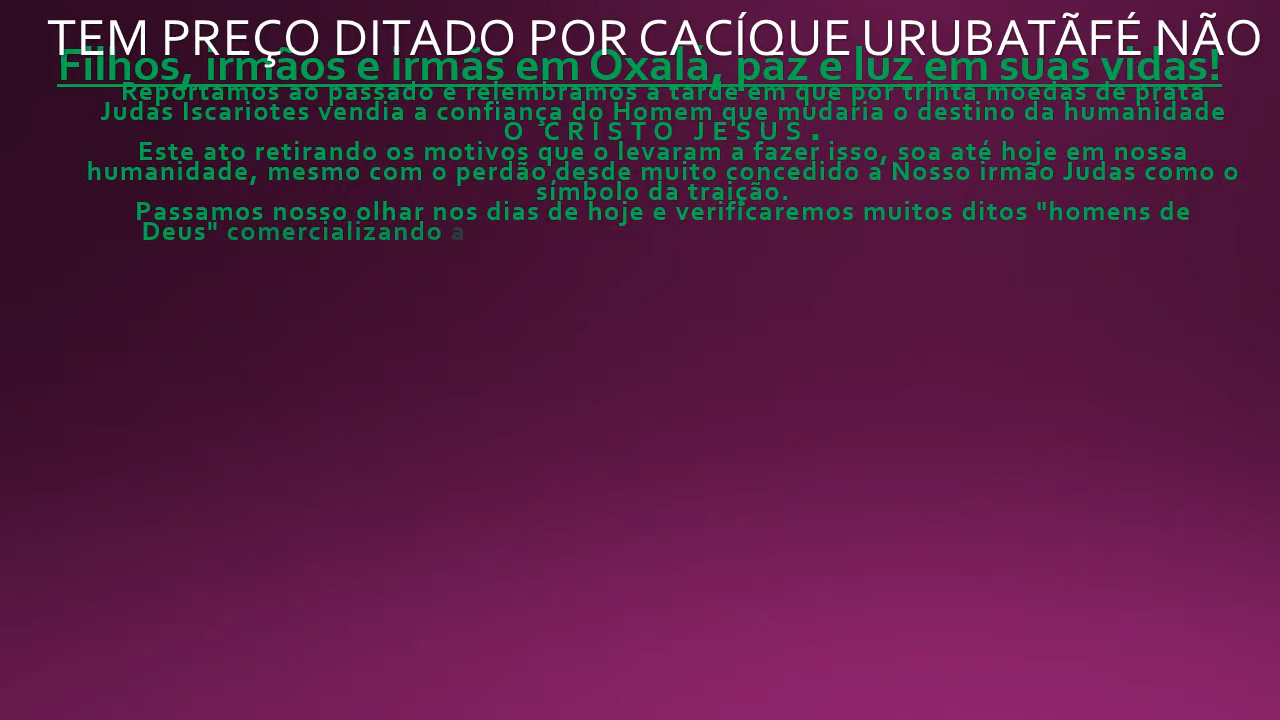 TEM PREÇO DITADO POR CACÍQUE URUBATÃFÉ NÃO
Filhos, irmãos e irmãs em Oxalá, paz e luz em suas vidas!
Reportamos ao passado e relembramos a tarde em que por trinta moedas de prata
Judas Iscariotes vendia a confiança do Homem que mudaria o destino da humanidade
O CRISTO JESUS.
Este ato retirando os motivos que o levaram a fazer isso, soa até hoje em nossa
humanidade, mesmo com o perdão desde muito concedido a Nosso irmão Judas como o
símbolo da traição.
Passamos nosso olhar nos dias de hoje e verificaremos muitos ditos "homens de
Deus" comercializando a